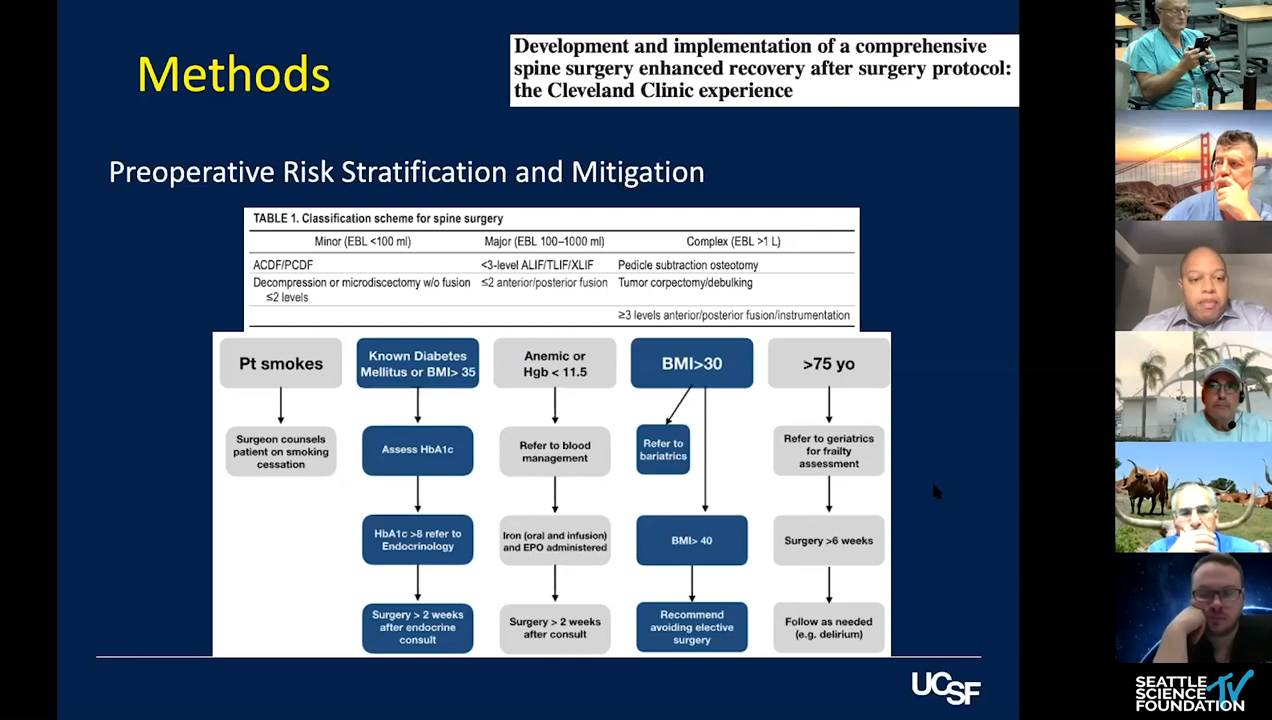 Methods
Development and implementation of a comprehensive
spine surgery enhanced recovery after surgery protocol:
the Cleveland Clinic experience
Preoperative Risk Stratification and Mitigation
TABLE 1. Classification scheme for spine surgery
Minor (EBL <100 ml) Major (EBL 100–1000 ml) Complex (EBL >1 L)
ACDF/PCDF <3-level ALIF/TLIF/XLIF Pedicle subtraction osteotomy
Decompression or microdiscectomy w/o fusion ≤2 anterior/posterior fusion Tumor corpectomy/debulking
≤2 levels
≥3 levels anterior/posterior fusion/instrumentation
Pt smokes
Surgeon counsels
patient on smoking
cessation
Known Diabetes
Mellitus or BMI> 35
Assess HbA1c
HbA1c >8 refer to
Endocrinology
Surgery > 2 weeks
after endocrine
consult
Anemic or
Hgb < 11.5
Refer to blood
management
Iron (oral and infusion)
and EPO administered
Surgery > 2 weeks
after consult
BMI>30
Refer to
bariatrics
BMI> 40
Recommend
avoiding elective
surgery
>75 yo
Refer to geriatrics
for frailty
assessment
Surgery >6 weeks
Follow as needed
(e.g. delirium)
UCSF
SEATTLE
SCIENCE
FOUNDATION
TV